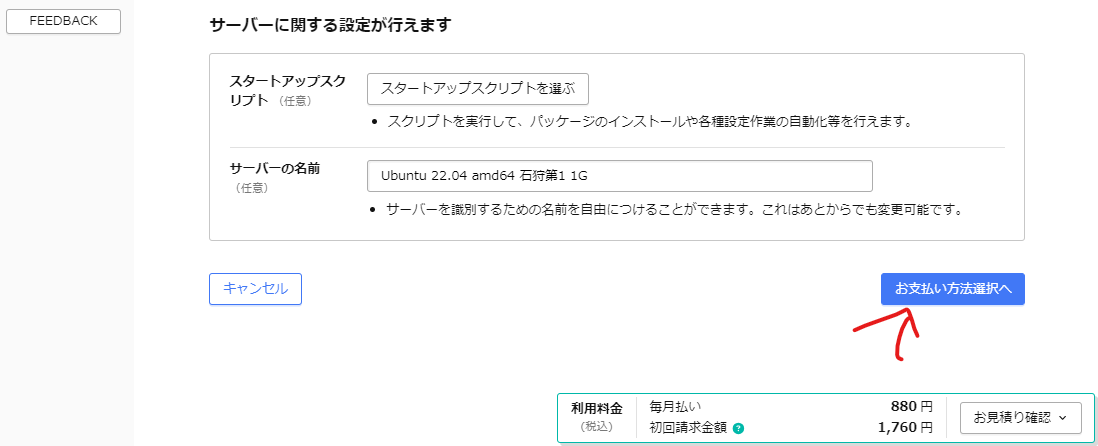 FEEDBACK
サーバーに関する設定が行えます
スタートアップスク
リプト （任意）
スタートアップスクリプトを選ぶ
• スクリプトを実行して、パッケージのインストールや各種設定作業の自動化等を行えます。
サーバーの名前
（任意）
Ubuntu 22.04 amd64 石狩第1 1G
• サーバーを識別するための名前を自由につけることができます。これはあとからでも変更可能です。
キャンセル
お支払い方法選択へ
利用料金
（税込）
毎月払い 880 円
初回請求金額 ? 1,760 円
お見積り確認